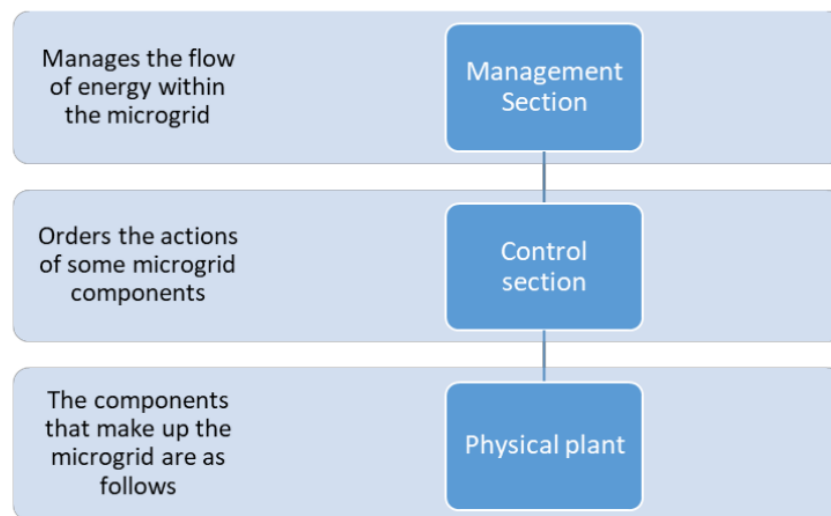 Manages the flow
of energy within
the microgrid
Management
Section
Orders the actions
of some microgrid
components
Control
section
The components
that make up the
microgrid are as
follows
Physical plant